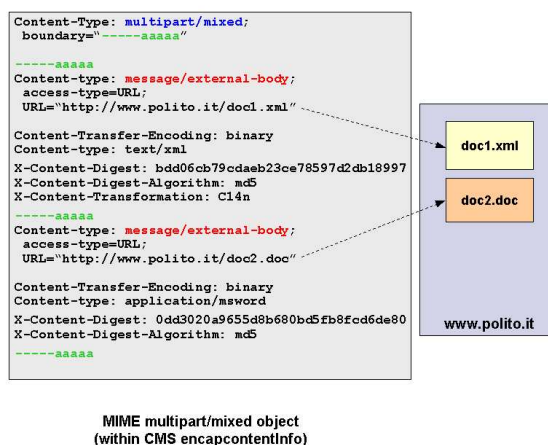 Content-Type: multipart/mixed;
boundary=“-----aaaaa”
-----aaaaa
Content-type: message/external-body;
access-type=URL;
URL=“http://www.polito.it/doc1.xml”
Content-Transfer-Encoding: binary
Content-type: text/xml
X-Content-Digest: bdd06cb79cdaeb23ce78597d2db18997
X-Content-Digest-Algorithm: md5
X-Content-Transformation: C14n
-----aaaaa
Content-type: message/external-body;
access-type=URL;
URL=“http://www.polito.it/doc2.doc”
Content-Transfer-Encoding: binary
Content-type: application/msword
X-Content-Digest: 0dd3020a9655d8b680bd5fb8fcd6de80
X-Content-Digest-Algorithm: md5
-----aaaaa
doc1.xml
doc2.doc
www.polito.it
MIME multipart/mixed object
(within CMS encapcontentInfo)